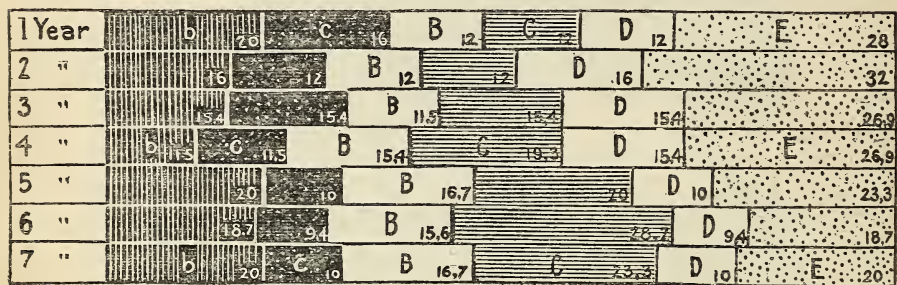 1 Year b 20 C 16 B 12 C 12 D 12 E 28
2 " 16 12 B 12 12 D 16 32
3 " 15,4 15,4 B 11,5 15,4 D 15,4 26,9
4 " b 11,5 C 11,5 B 15,4 C 19,3 D 15,4 E 26,9
5 " 20 10 B 16,7 20 D 10 23,3
6 " 18,7 9,4 B 15,6 28,2 D 9,4 18,7
7 " b 20 C 10 B 16,7 C 23,3 D 10 E 20